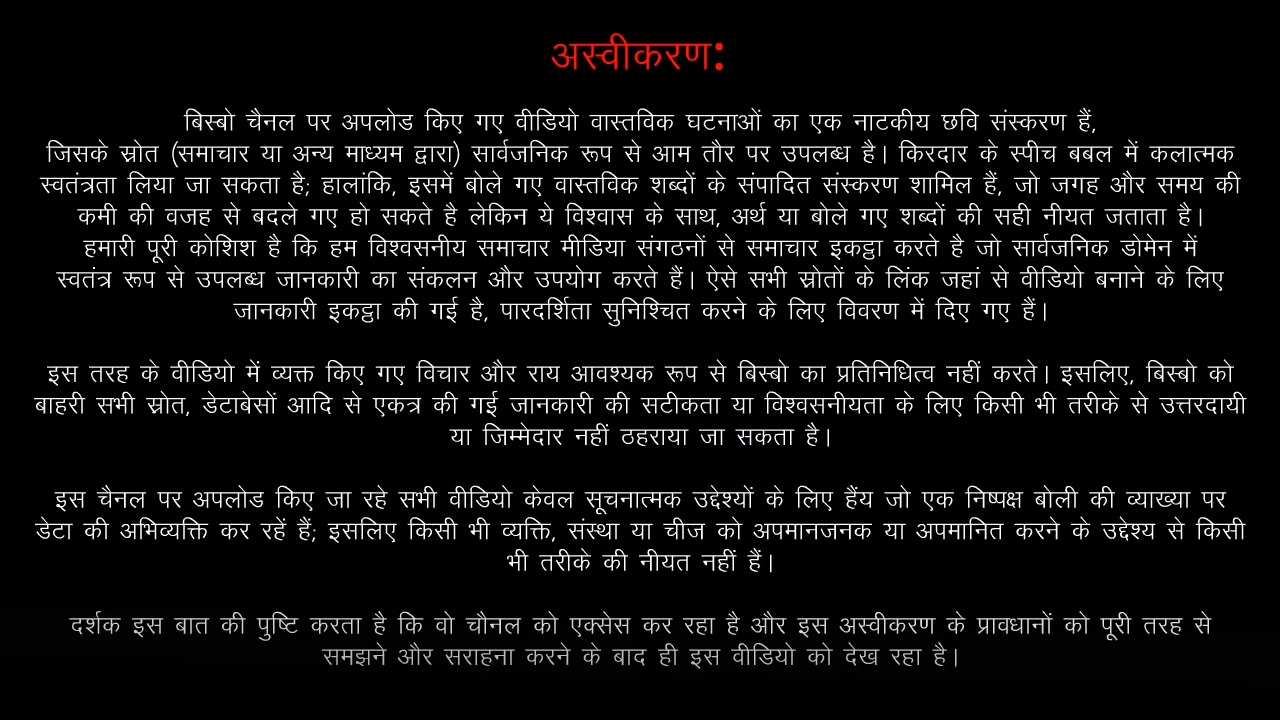 अस्वीकरण:
बिस्बो चैनल पर अपलोड किए गए वीडियो वास्तविक घटनाओं का एक नाटकीय छवि संस्करण हैं,
जिसके स्रोत (समाचार या अन्य माध्यम द्वारा) सार्वजनिक रूप से आम तौर पर उपलब्ध है। किरदार के स्पीच बबल में कलात्मक
स्वतंत्रता लिया जा सकता है; हालांकि, इसमें बोले गए वास्तविक शब्दों के संपादित संस्करण शामिल हैं, जो जगह और समय की
कमी की वजह से बदले गए हो सकते है लेकिन ये विश्वास के साथ, अर्थ या बोले गए शब्दों की सही नीयत जताता है।
हमारी पूरी कोशिश है कि हम विश्वसनीय समाचार मीडिया संगठनों से समाचार इकट्ठा करते है जो सार्वजनिक डोमेन में
स्वतंत्र रूप से उपलब्ध जानकारी का संकलन और उपयोग करते हैं। ऐसे सभी स्रोतों के लिंक जहां से वीडियो बनाने के लिए
जानकारी इकट्ठा की गई है, पारदर्शिता सुनिश्चित करने के लिए विवरण में दिए गए हैं।
इस तरह के वीडियो में व्यक्त किए गए विचार और राय आवश्यक रूप से बिस्बो का प्रतिनिधित्व नहीं करते। इसलिए, बिस्बो को
बाहरी सभी स्रोत, डेटाबेसों आदि से एकत्र की गई जानकारी की सटीकता या विश्वसनीयता के लिए किसी भी तरीके से उत्तरदायी
या जिम्मेदार नहीं ठहराया जा सकता है।
इस चैनल पर अपलोड किए जा रहे सभी वीडियो केवल सूचनात्मक उद्देश्यों के लिए हैंय जो एक निष्पक्ष बोली की व्याख्या पर
डेटा की अभिव्यक्ति कर रहें हैं; इसलिए किसी भी व्यक्ति, संस्था या चीज को अपमानजनक या अपमानित करने के उद्देश्य से किसी
भी तरीके की नीयत नहीं हैं।
दर्शक इस बात की पुष्टि करता है कि वो चौनल को एक्सेस कर रहा है और इस अस्वीकरण के प्रावधानों को पूरी तरह से
समझने और सराहना करने के बाद ही इस वीडियो को देख रहा है।